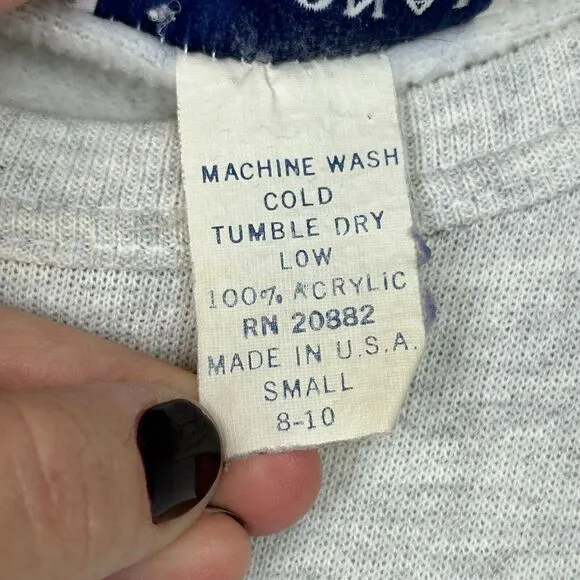 MACHINE WASH
COLD
TUMBLE DRY
LOW
100% ACRYLIC
RN 20882
MADE IN U.S.A.
SMALL
8-10